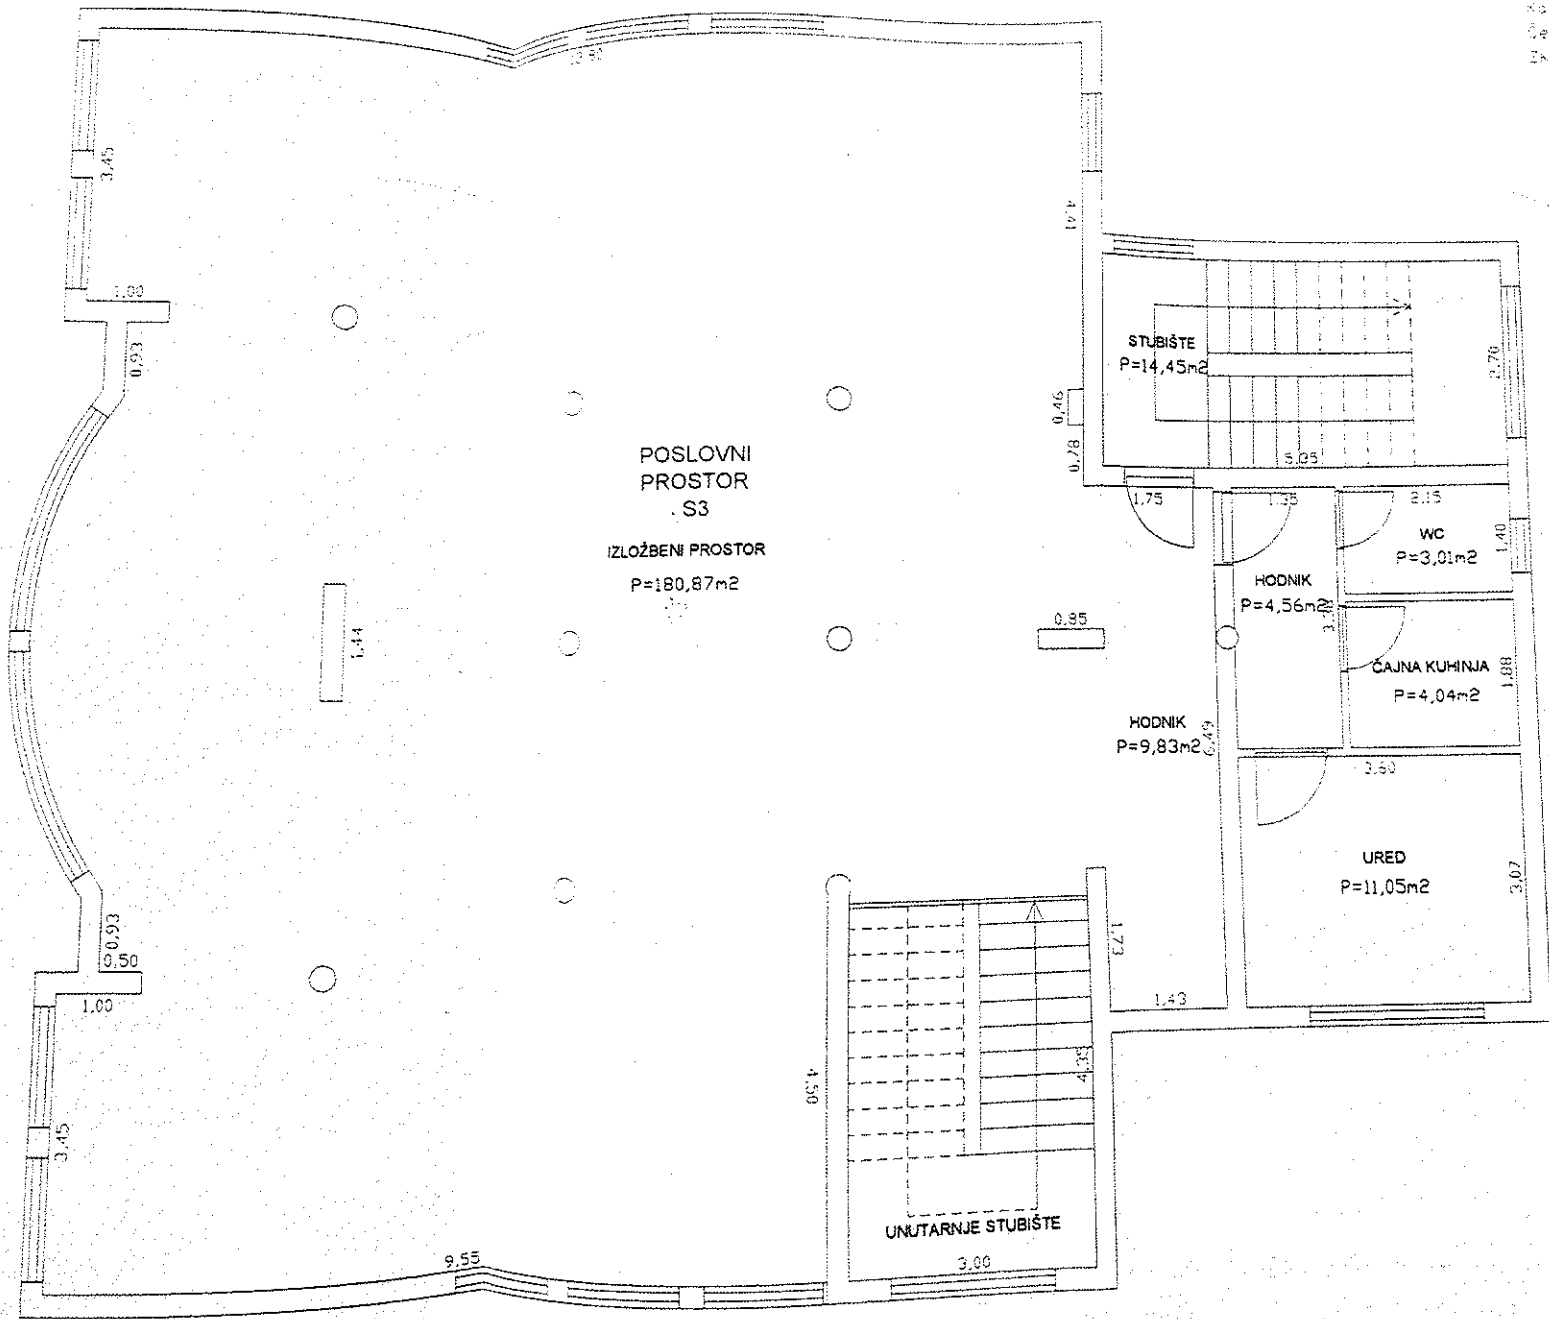 3,45
4,41
1,00
0,93
STUBIŠTE
P=14,45m2
2,70
0,46
0,78
5,35
POSLOVNI
PROSTOR
. S3
IZLOŽBENI PROSTOR
P=180,87m2
1,75
1,35
2,15
WC
P=3,01m2
1,40
HODNIK
P=4,56m2
1,44
0,85
ČAJNA KUHINJA
P=4,04m2
1,88
HODNIK
P=9,83m2
6,49
3,60
URED
P=11,05m2
3,07
0,93
0,50
1,00
1,73
1,43
4,50
4,35
3,45
UNUTARNJE STUBIŠTE
9,55
3,00